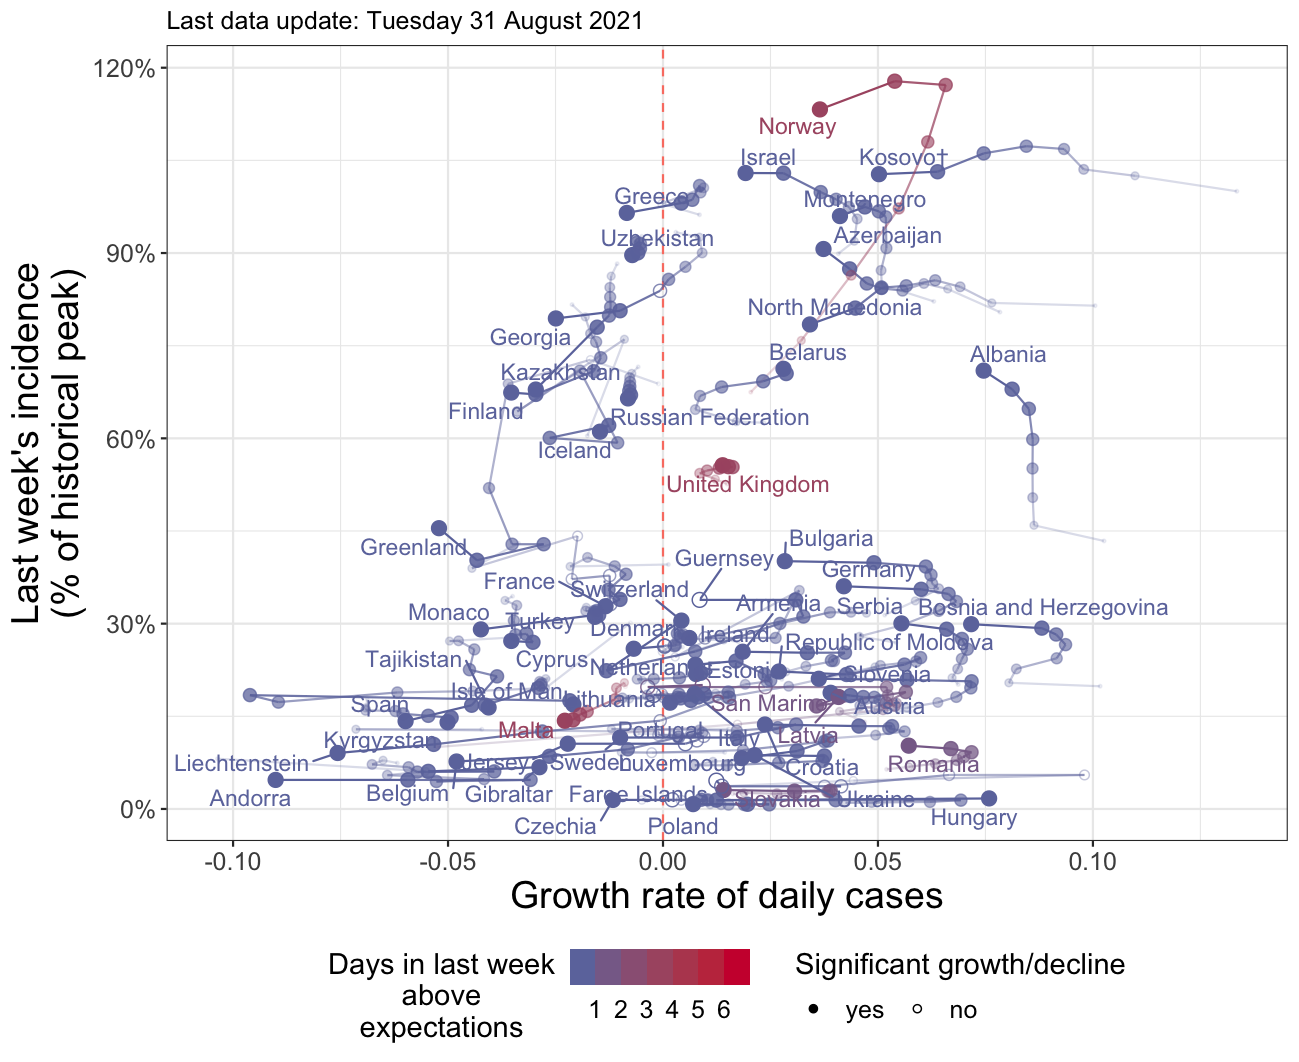 Last data update: Tuesday 31 August 2021
Last week's incidence
(% of historical peak)
120%
90%
60%
30%
0%
Norway
Israel
Kosovo†
Greece
Montenegro
Uzbekistan
Azerbaijan
North Macedonia
Georgia
Belarus
Albania
Kazakhstan
Finland
Russian Federation
Iceland
United Kingdom
Greenland
Bulgaria
Guernsey
Germany
France
Switzerland
Armenia
Serbia
Bosnia and Herzegovina
Monaco
Turkey
Denmark
Ireland
Republic of Moldova
Tajikistan
Cyprus
Netherlands
Estonia
Slovenia
Spain
Isle of Man
Lithuania
San Marino
Austria
Malta
Portugal
Italy
Latvia
Kyrgyzstan
Liechtenstein
Jersey
Sweden
Luxembourg
Croatia
Romania
Andorra
Belgium
Gibraltar
Faroe Islands
Slovakia
Ukraine
Hungary
Czechia
Poland
-0.10
-0.05
0.00
0.05
0.10
Growth rate of daily cases
Days in last week
above
expectations
1 2 3 4 5 6
Significant growth/decline
yes
no